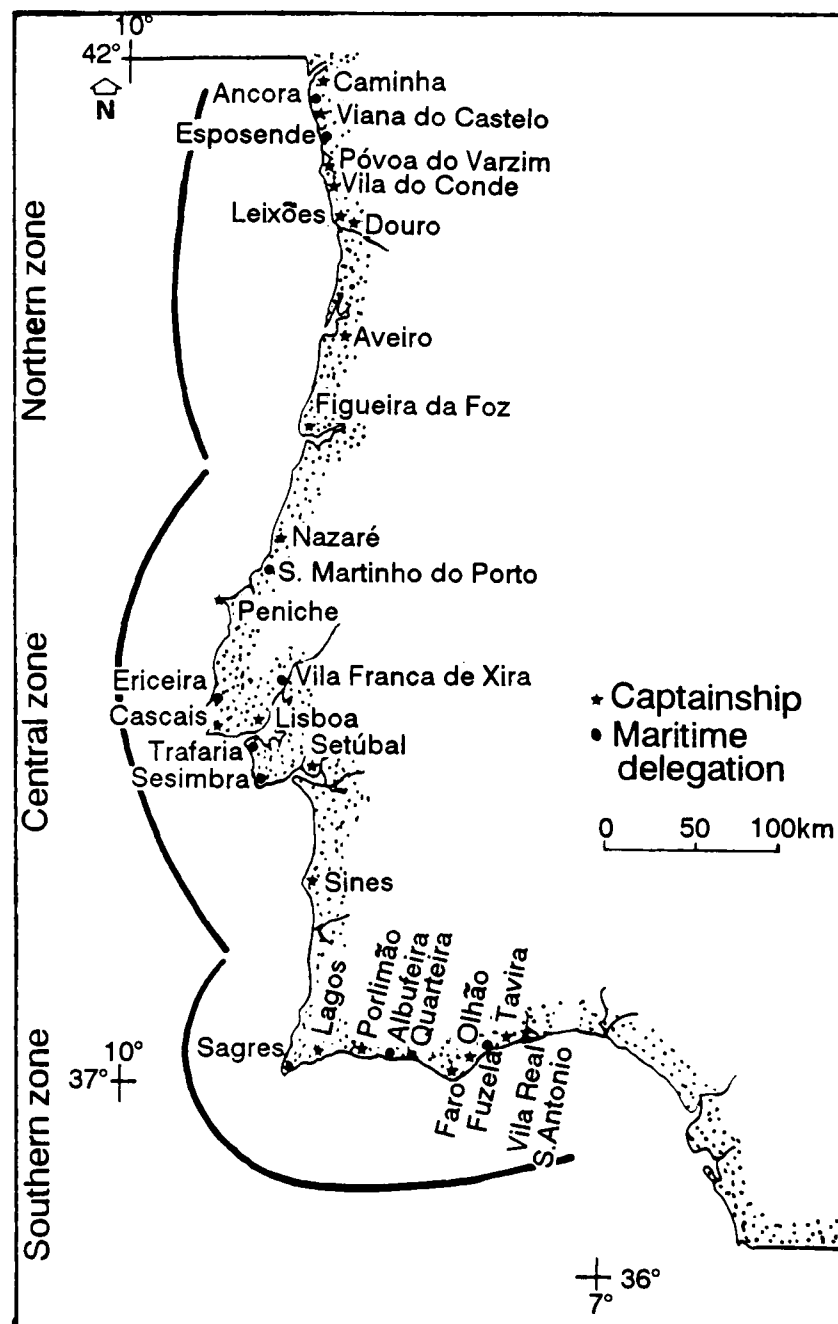 10°
42°
N
Caminha
Ancora
Viana do Castelo
Esposende
Póvoa do Varzim
Vila do Conde
Leixões
Douro
Northern zone
Aveiro
Figueira da Foz
Nazaré
S. Martinho do Porto
Peniche
Central zone
Ericeira
Vila Franca de Xira
Cascais
Lisboa
Trafaria
Setúbal
Sesimbra
Captainship
Maritime
delegation
0 50 100km
Sines
Lagos
Porlimão
Albufeira
Quarteira
Olhão
Tavira
Sagres
10°
37°
Faro
Fuzela
Vila Real
S.Antonio
Southern zone
36°
7°